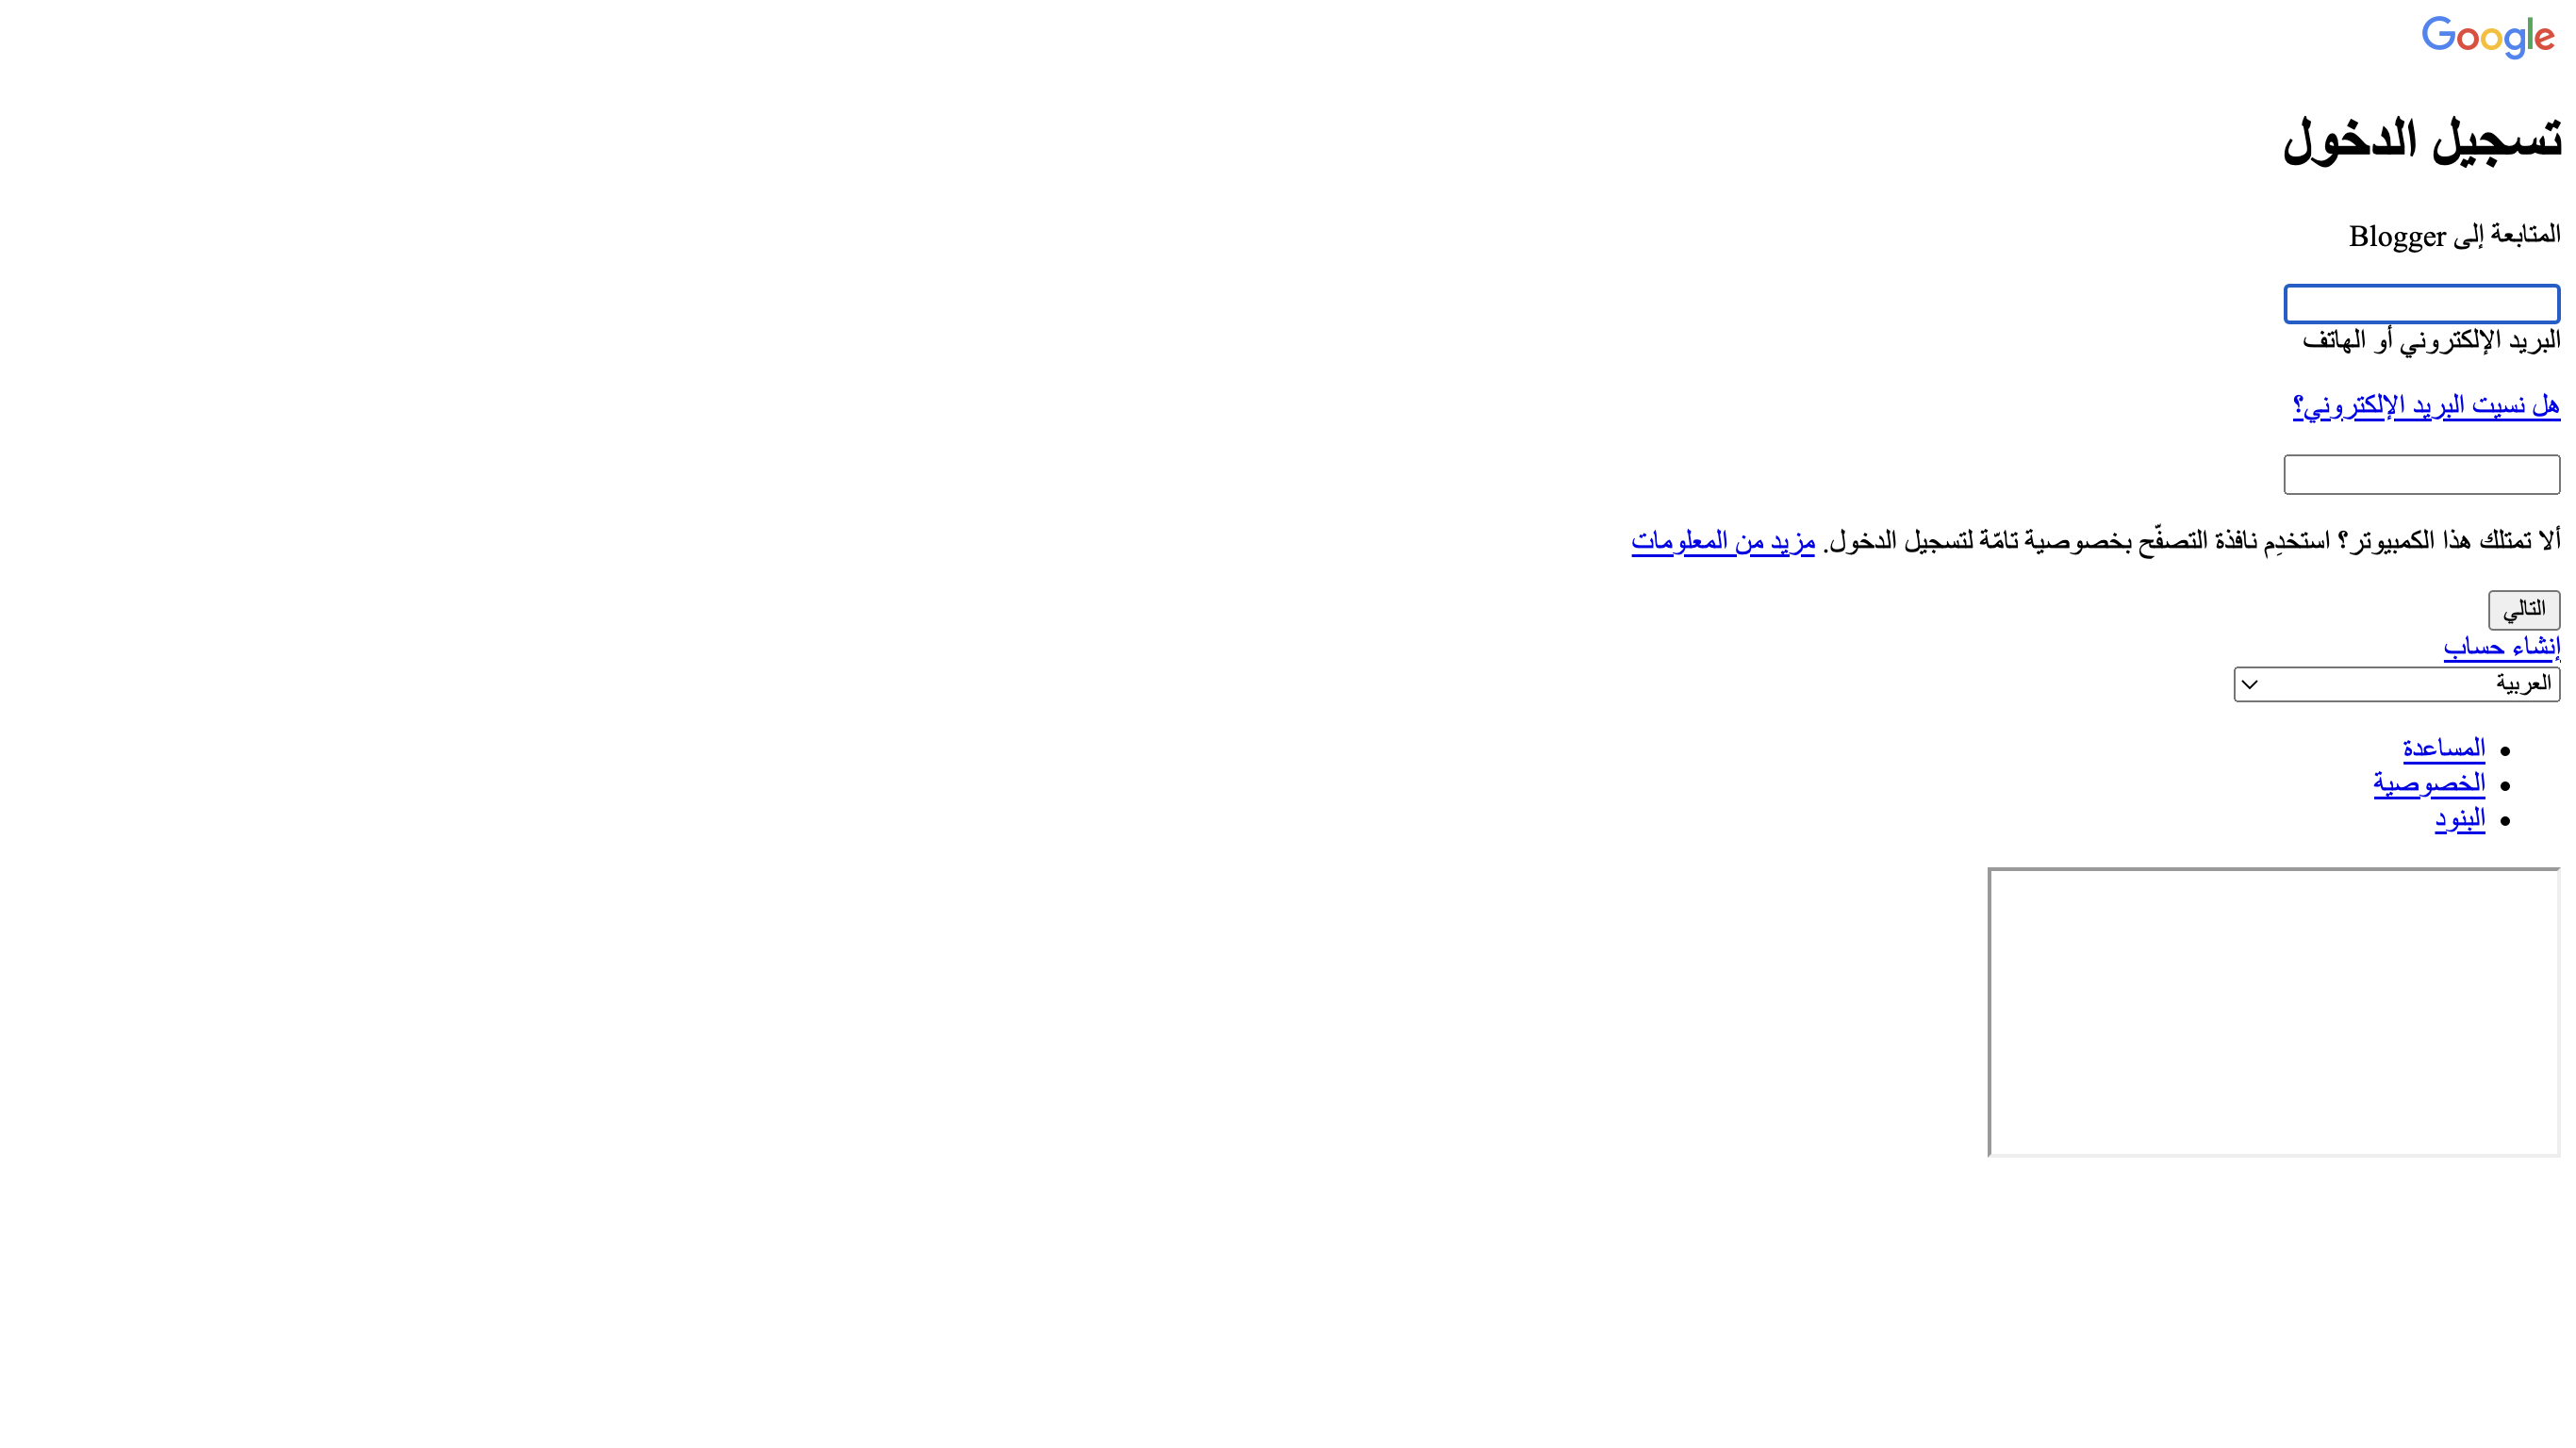 Google
تسجيل الدخول
المتابعة إلى Blogger
البريد الإلكتروني أو الهاتف
هل نسيت البريد الإلكتروني؟
ألا تمتلك هذا الكمبيوتر؟ استخدِم نافذة التصفّح بخصوصية تامّة لتسجيل الدخول. مزيد من المعلومات
التالي
إنشاء حساب
العربية
المساعدة
الخصوصية
البنود